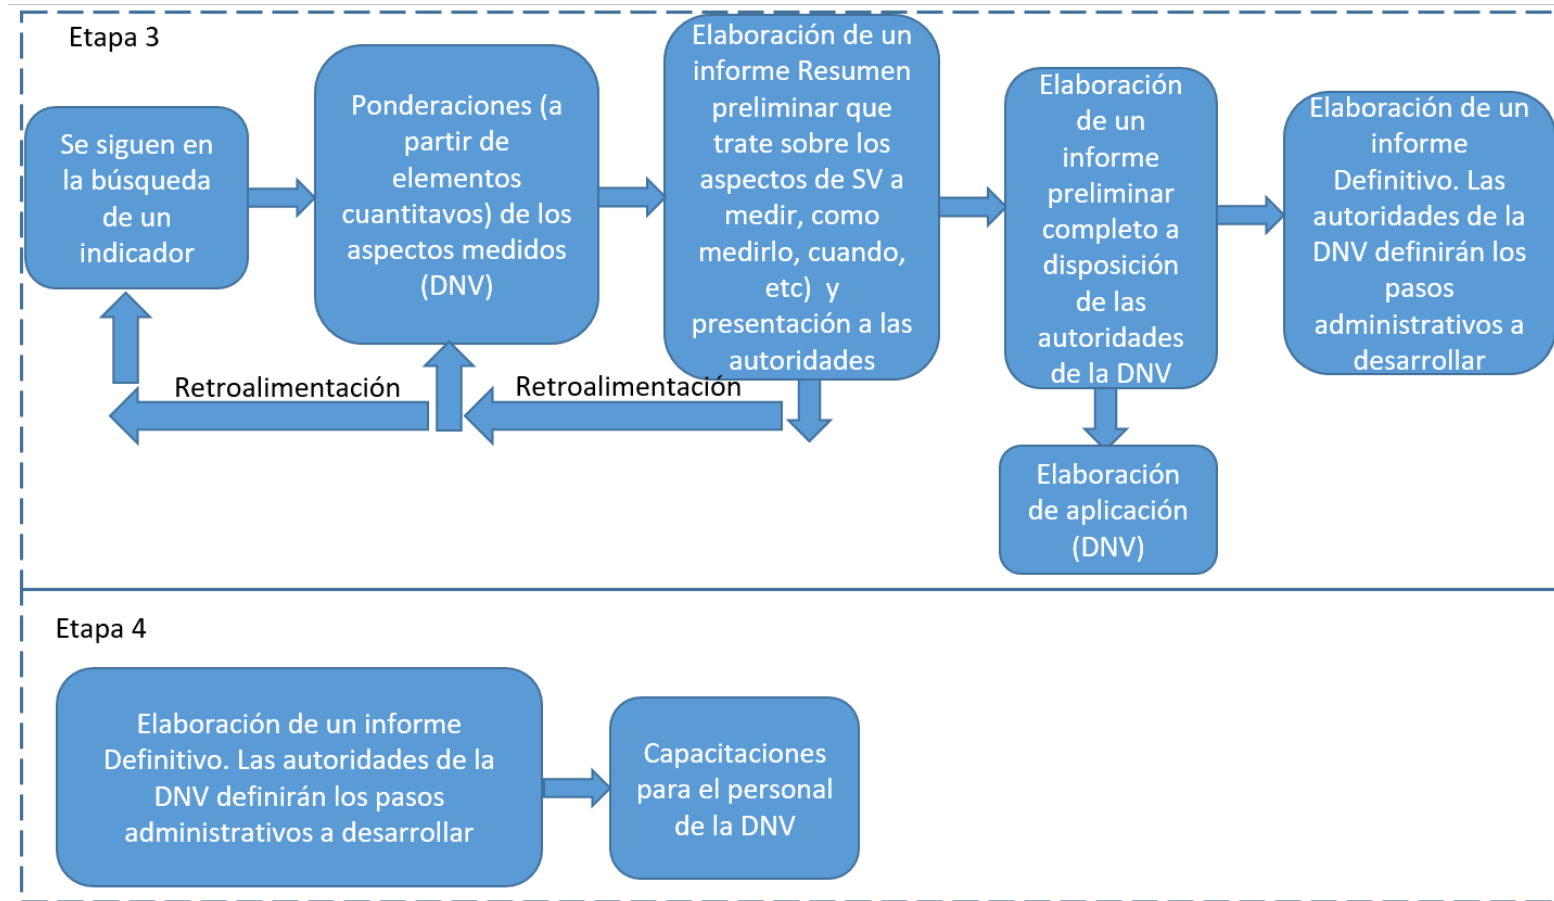 Etapa 3
Se siguen en
la búsqueda
de un
indicador
Ponderaciones (a
partir de
elementos
cuantitavos) de los
aspectos medidos
(DNV)
Elaboración de un
informe Resumen
preliminar que
trate sobre los
aspectos de SV a
medir, como
medirlo, cuando,
etc)  y
presentación a las
autoridades
Elaboración
de un
informe
preliminar
completo a
disposición
de las
autoridades
de la DNV
Elaboración de un
informe
Definitivo. Las
autoridades de la
DNV definirán los
pasos
administrativos a
desarrollar
Retroalimentación
Retroalimentación
Elaboración
de aplicación
(DNV)
Etapa 4
Elaboración de un informe
Definitivo. Las autoridades de la
DNV definirán los pasos
administrativos a desarrollar
Capacitaciones
para el personal
de la DNV